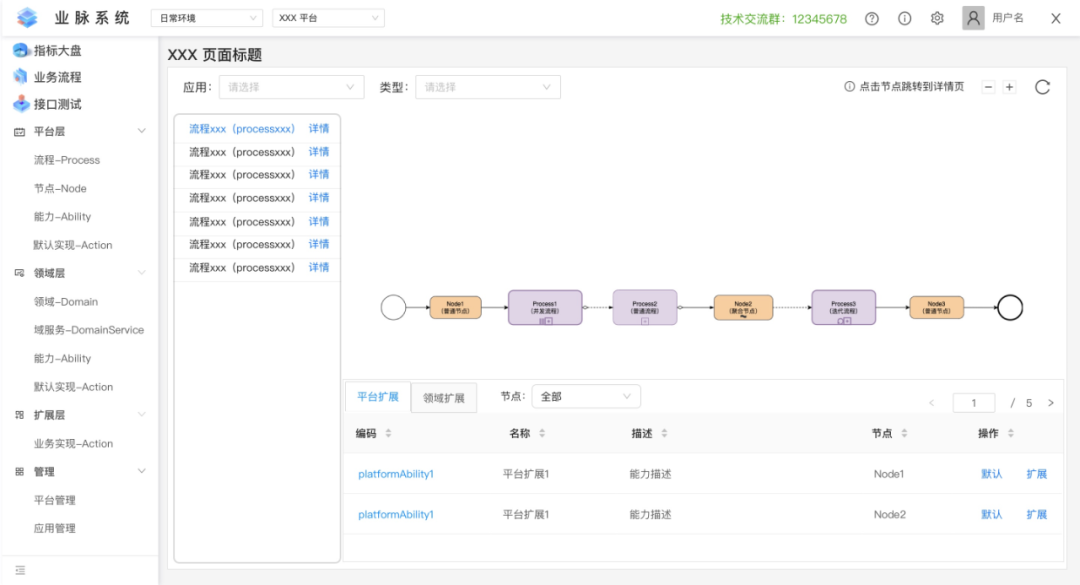 业脉系统
日常环境
XXX 平台
技术交流群：12345678
用户名
指标大盘
业务流程
接口测试
平台层
流程-Process
节点-Node
能力-Ability
默认实现-Action
领域层
领域-Domain
域服务-DomainService
能力-Ability
默认实现-Action
扩展层
业务实现-Action
管理
平台管理
应用管理
XXX 页面标题
应用： 请选择
类型： 请选择
点击节点跳转到详情页
流程xxx（processxxx） 详情
流程xxx（processxxx） 详情
流程xxx（processxxx） 详情
流程xxx（processxxx） 详情
流程xxx（processxxx） 详情
流程xxx（processxxx） 详情
流程xxx（processxxx） 详情
Node1
（普通节点）
Process1
（并发流程）
Process2
（普通流程）
Node2
（聚合节点）
Process3
（迭代流程）
Node3
（普通节点）
平台扩展
领域扩展
节点： 全部
< 1 / 5 >
编码 名称 描述 节点 操作
platformAbility1 平台扩展1 能力描述 Node1 默认 扩展
platformAbility1 平台扩展1 能力描述 Node2 默认 扩展